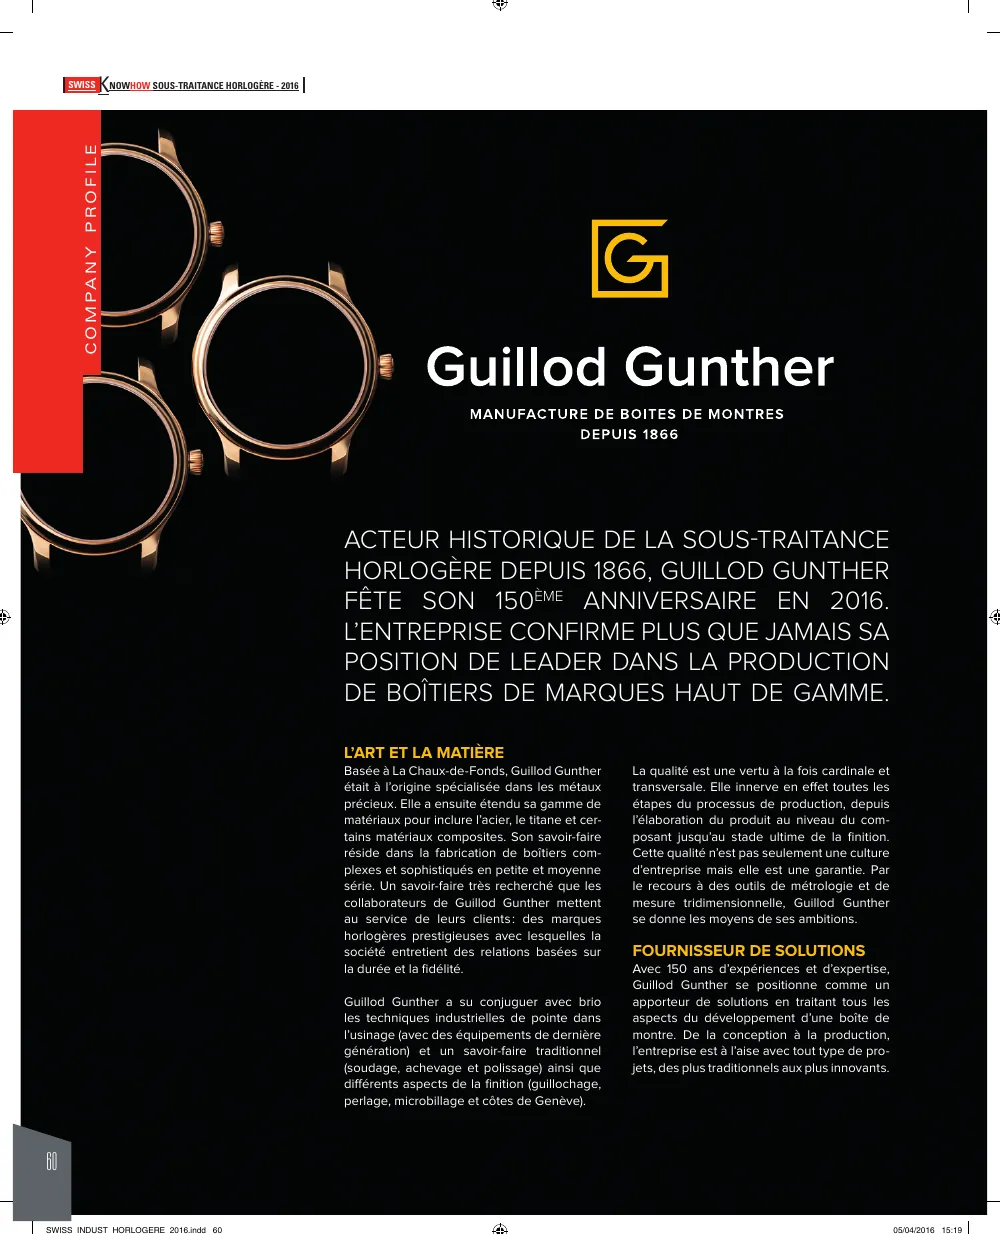 SWISS KNOWHOW SOUS-TRAITANCE HORLOGÈRE - 2016
COMPANY PROFILE
G
Guillod Gunther
MANUFACTURE DE BOITES DE MONTRES
DEPUIS 1866
ACTEUR HISTORIQUE DE LA SOUS-TRAITANCE
HORLOGÈRE DEPUIS 1866, GUILLOD GUNTHER
FÊTE SON 150ÈME ANNIVERSAIRE EN 2016.
L’ENTREPRISE CONFIRME PLUS QUE JAMAIS SA
POSITION DE LEADER DANS LA PRODUCTION
DE BOÎTIERS DE MARQUES HAUT DE GAMME.
L’ART ET LA MATIÈRE
Basée à La Chaux-de-Fonds, Guillod Gunther
était à l’origine spécialisée dans les métaux
précieux. Elle a ensuite étendu sa gamme de
matériaux pour inclure l’acier, le titane et cer-
tains matériaux composites. Son savoir-faire
réside dans la fabrication de boîtiers com-
plexes et sophistiqués en petite et moyenne
série. Un savoir-faire très recherché que les
collaborateurs de Guillod Gunther mettent
au service de leurs clients : des marques
horlogères prestigieuses avec lesquelles la
société entretient des relations basées sur
la durée et la fidélité.
Guillod Gunther a su conjuguer avec brio
les techniques industrielles de pointe dans
l’usinage (avec des équipements de dernière
génération) et un savoir-faire traditionnel
(soudage, achevage et polissage) ainsi que
différents aspects de la finition (guillochage,
perlage, microbillage et côtes de Genève).
La qualité est une vertu à la fois cardinale et
transversale. Elle innerve en effet toutes les
étapes du processus de production, depuis
l’élaboration du produit au niveau du com-
posant jusqu’au stade ultime de la finition.
Cette qualité n’est pas seulement une culture
d’entreprise mais elle est une garantie. Par
le recours à des outils de métrologie et de
mesure tridimensionnelle, Guillod Gunther
se donne les moyens de ses ambitions.
FOURNISSEUR DE SOLUTIONS
Avec 150 ans d’expériences et d’expertise,
Guillod Gunther se positionne comme un
apporteur de solutions en traitant tous les
aspects du développement d’une boîte de
montre. De la conception à la production,
l’entreprise est à l’aise avec tout type de pro-
jets, des plus traditionnels aux plus innovants.
60
SWISS_INDUST_HORLOGERE_2016.indd 60
05/04/2016 15:19